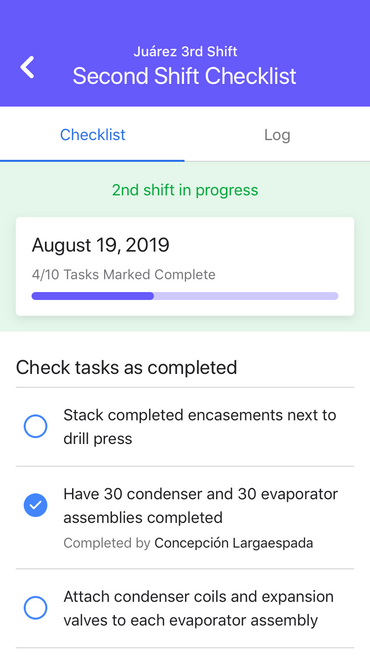 Juárez 3rd Shift
Second Shift Checklist
Checklist
Log
2nd shift in progress
August 19, 2019
4/10 Tasks Marked Complete
Check tasks as completed
Stack completed encasements next to
drill press
Have 30 condenser and 30 evaporator
assemblies completed
Completed by Concepción Largaespada
Attach condenser coils and expansion
valves to each evaporator assembly